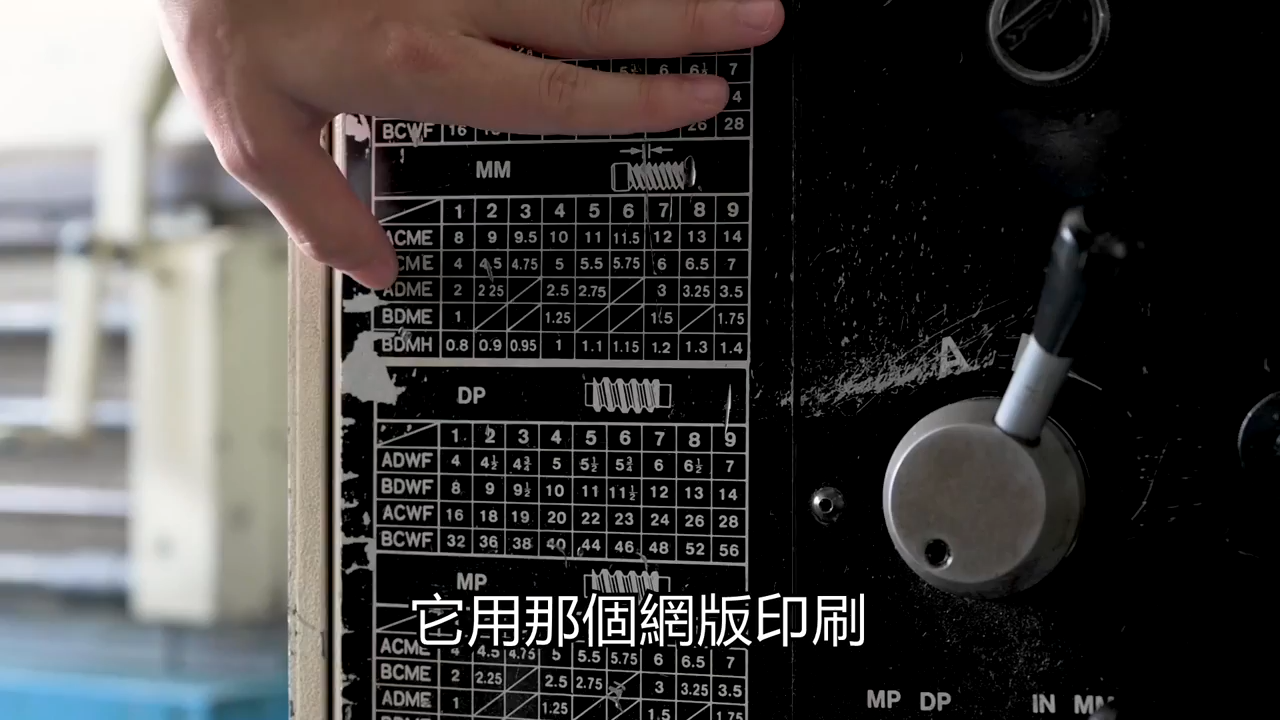 6 6½ 7
4
BCWF 16 26 28
MM
1 2 3 4 5 6 7 8 9
ACME 8 9 9.5 10 11 11.5 12 13 14
CME 4 4.5 4.75 5 5.5 5.75 6 6.5 7
ADME 2 2.25 2.5 2.75 3 3.25 3.5
BDME 1 1.25 1.5 1.75
BDMH 0.8 0.9 0.95 1 1.1 1.15 1.2 1.3 1.4
A
DP
1 2 3 4 5 6 7 8 9
ADWF 4 4½ 4¾ 5 5½ 5¾ 6 6½ 7
BDWF 8 9 9½ 10 11 11½ 12 13 14
ACWF 16 18 19 20 22 23 24 26 28
BCWF 32 36 38 40 44 46 48 52 56
MP
它用那個網版印刷
ACME 4 4.5 4.75 5 5.5 5.75 6 6.5 7
BCME 2 2.25 2.5 2.75 3 3.25 3.5
ADME 1 1.25 1.5 1.75
MP DP IN MM